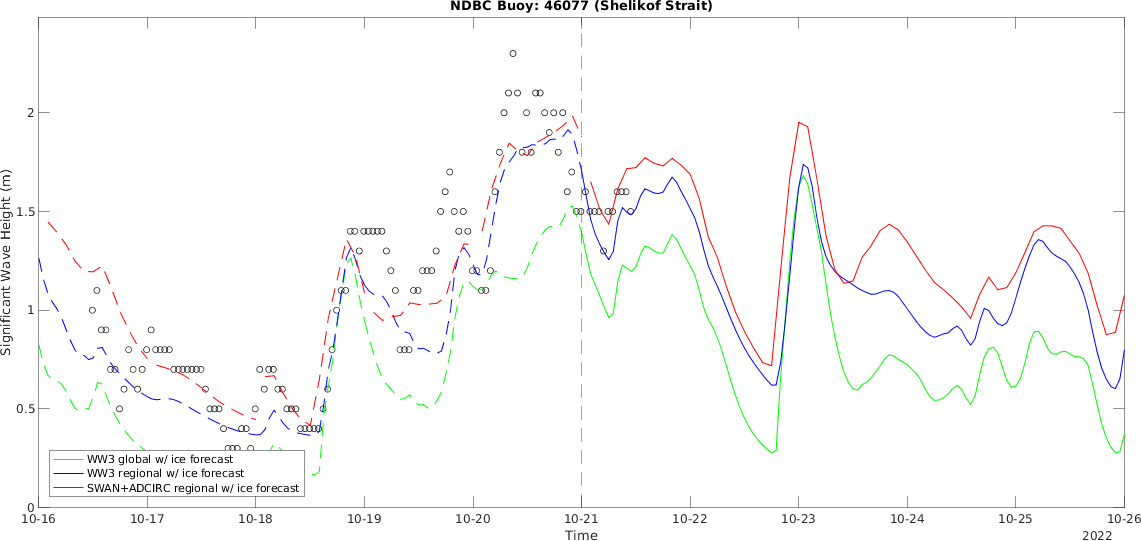 NDBC Buoy: 46077 (Shelikof Strait)
Significant Wave Height (m)
2
1.5
1
0.5
0
WW3 global w/ ice forecast
WW3 regional w/ ice forecast
SWAN+ADCIRC regional w/ ice forecast
10-16 10-17 10-18 10-19 10-20 10-21 10-22 10-23 10-24 10-25 10-26
Time
2022